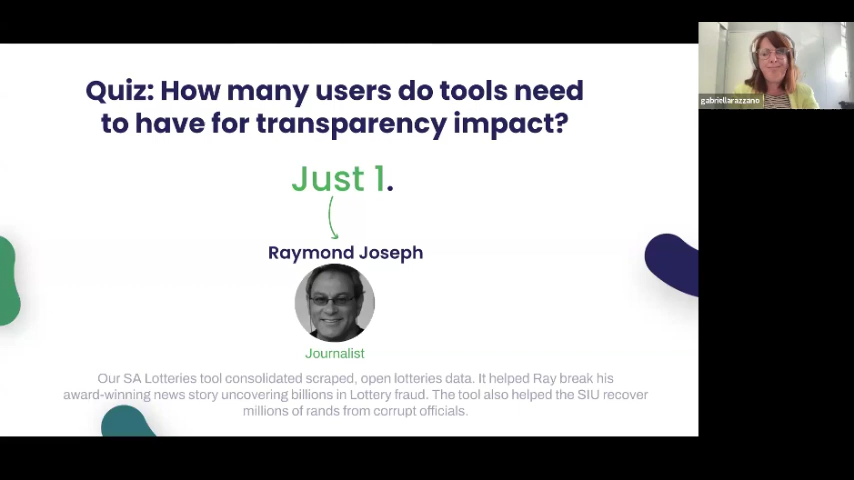 Quiz: How many users do tools need
to have for transparency impact?
Just 1.
Raymond Joseph
Journalist
Our SA Lotteries tool consolidated scraped, open lotteries data. It helped Ray break his
award-winning news story uncovering billions in Lottery fraud. The tool also helped the SIU recover
millions of rands from corrupt officials.
gabriellarazzano